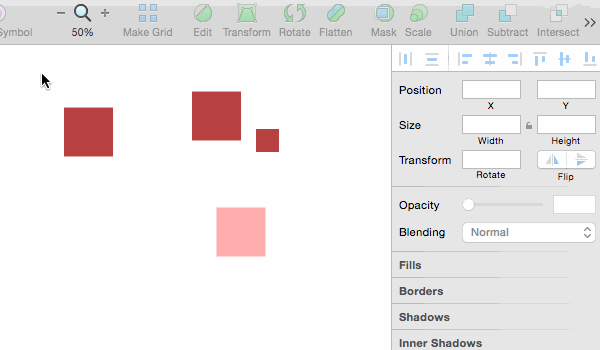 Symbol
50%
Make Grid
Edit
Transform
Rotate
Flatten
Mask
Scale
Union
Subtract
Intersect
Position
X
Y
Size
Width
Height
Transform
Rotate
Flip
Opacity
Blending
Normal
Fills
Borders
Shadows
Inner Shadows